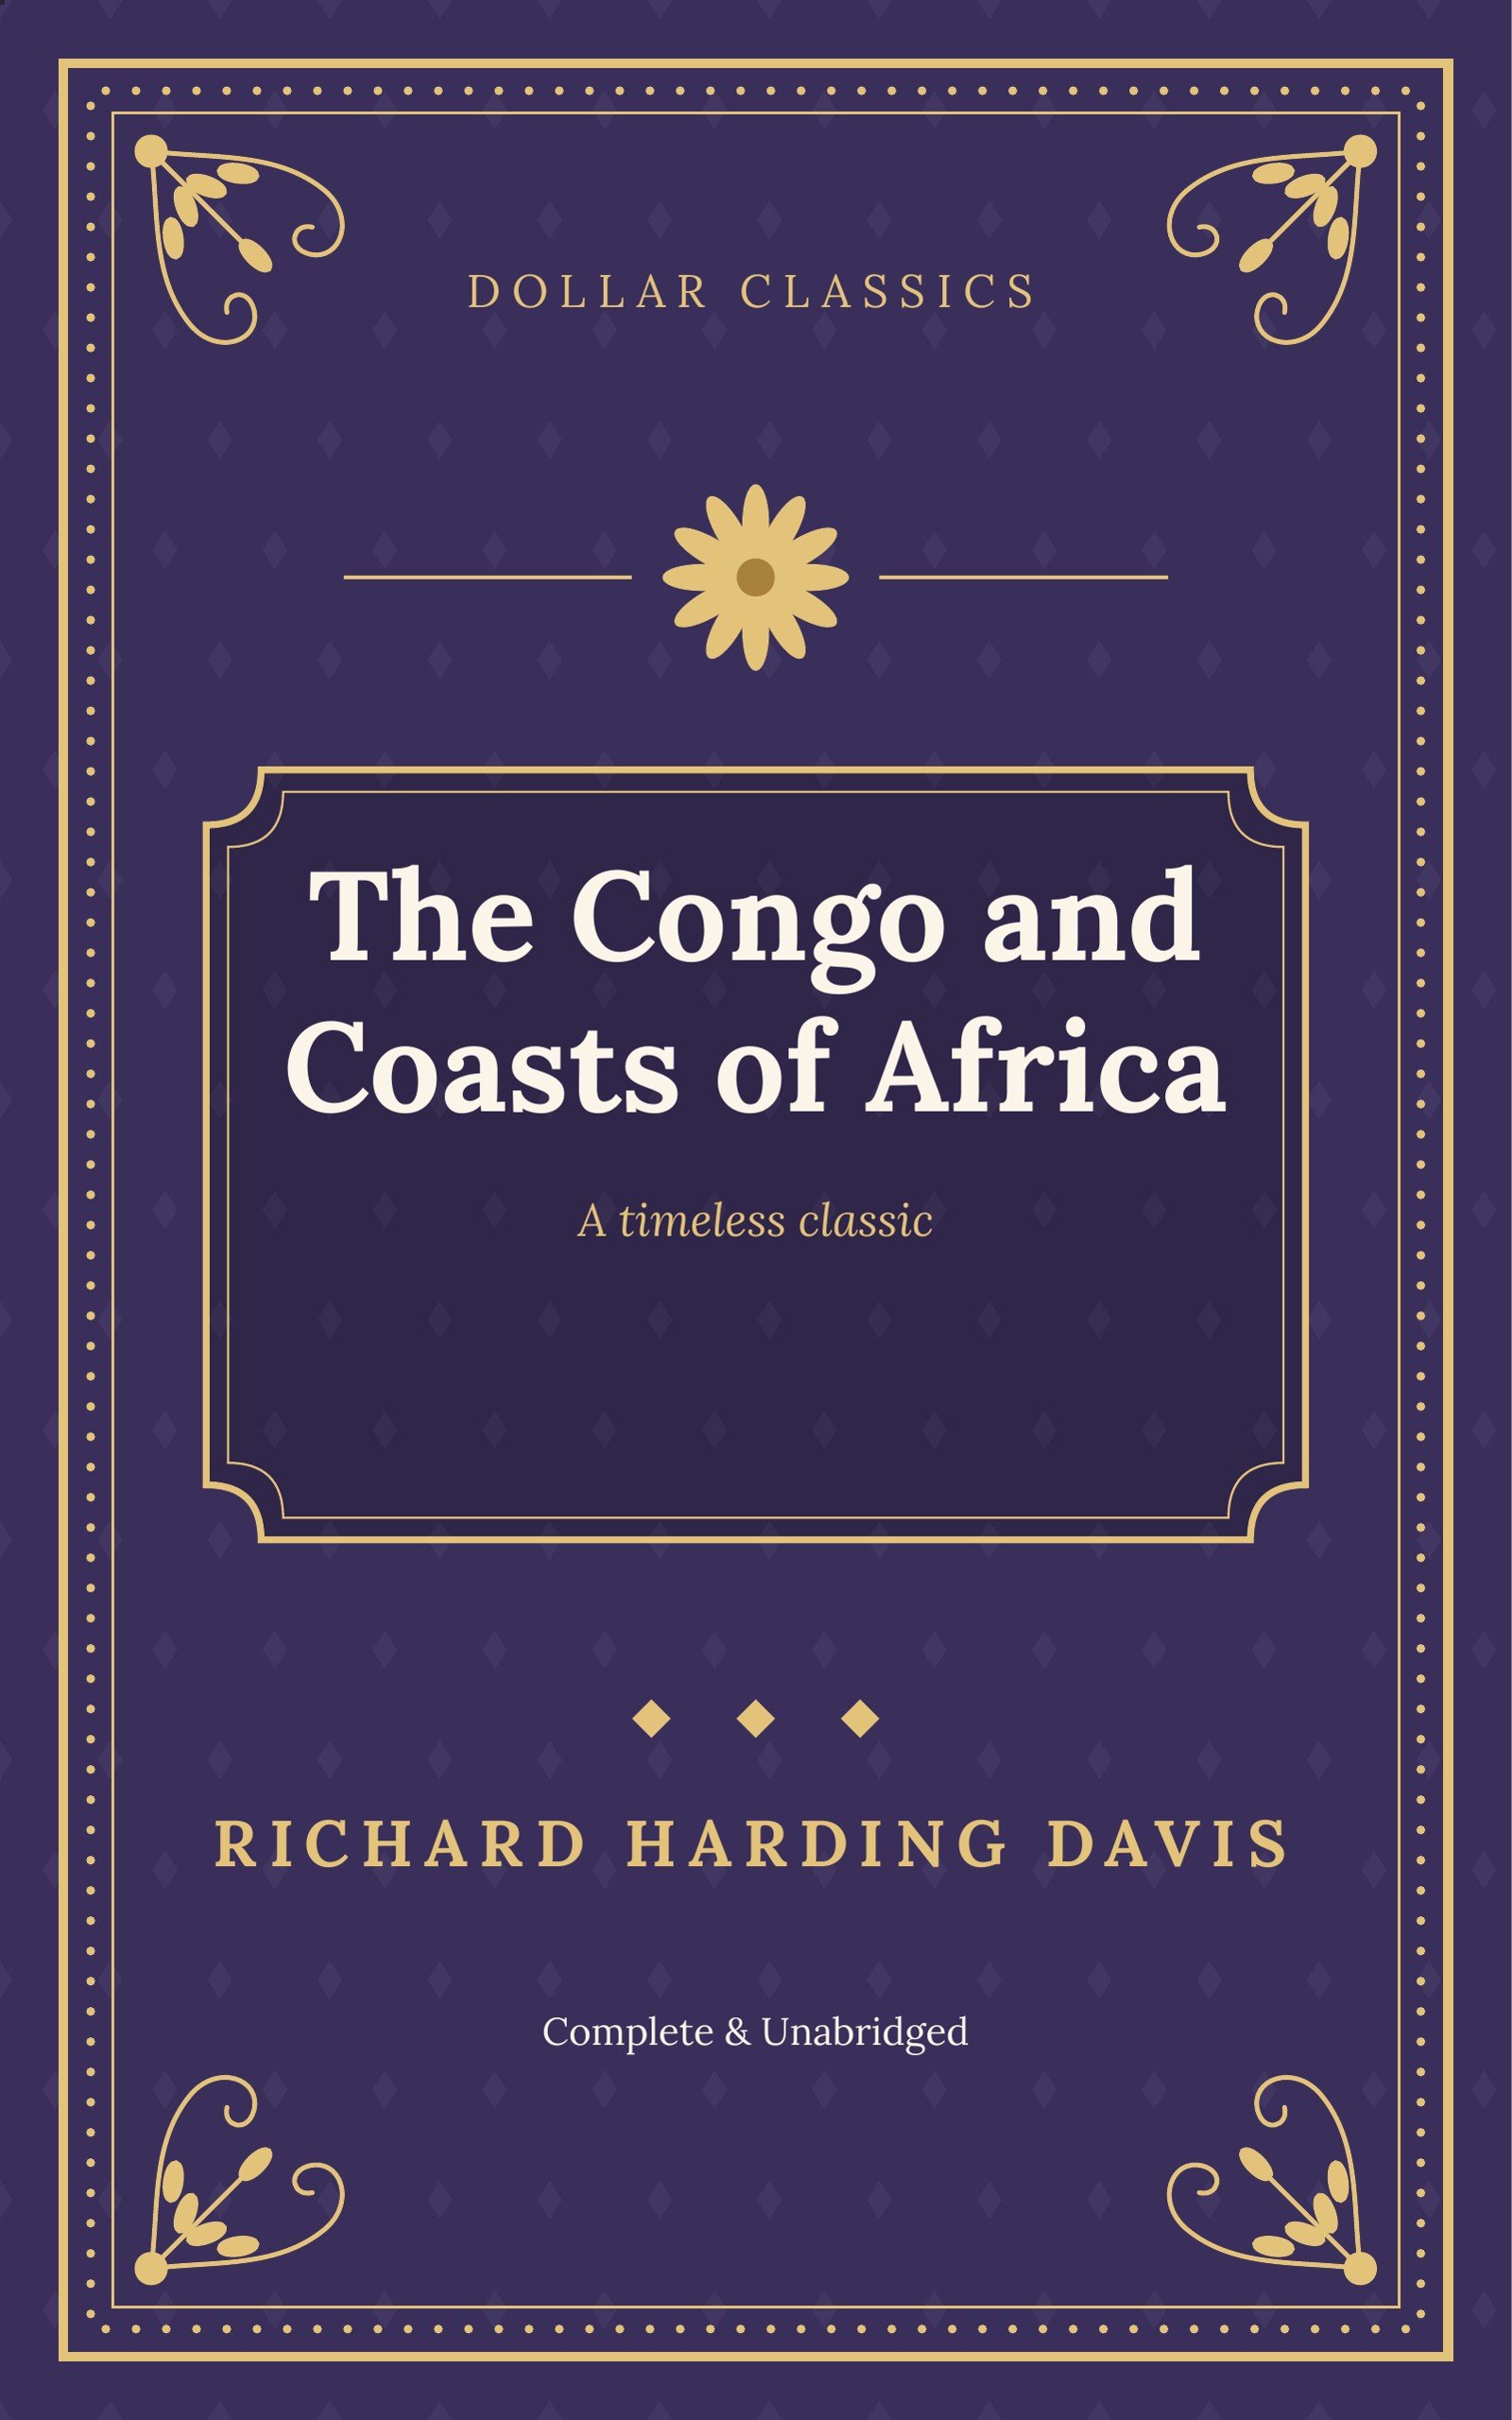 DOLLAR CLASSICS
The Congo and
Coasts of Africa
A timeless classic
RICHARD HARDING DAVIS
Complete & Unabridged